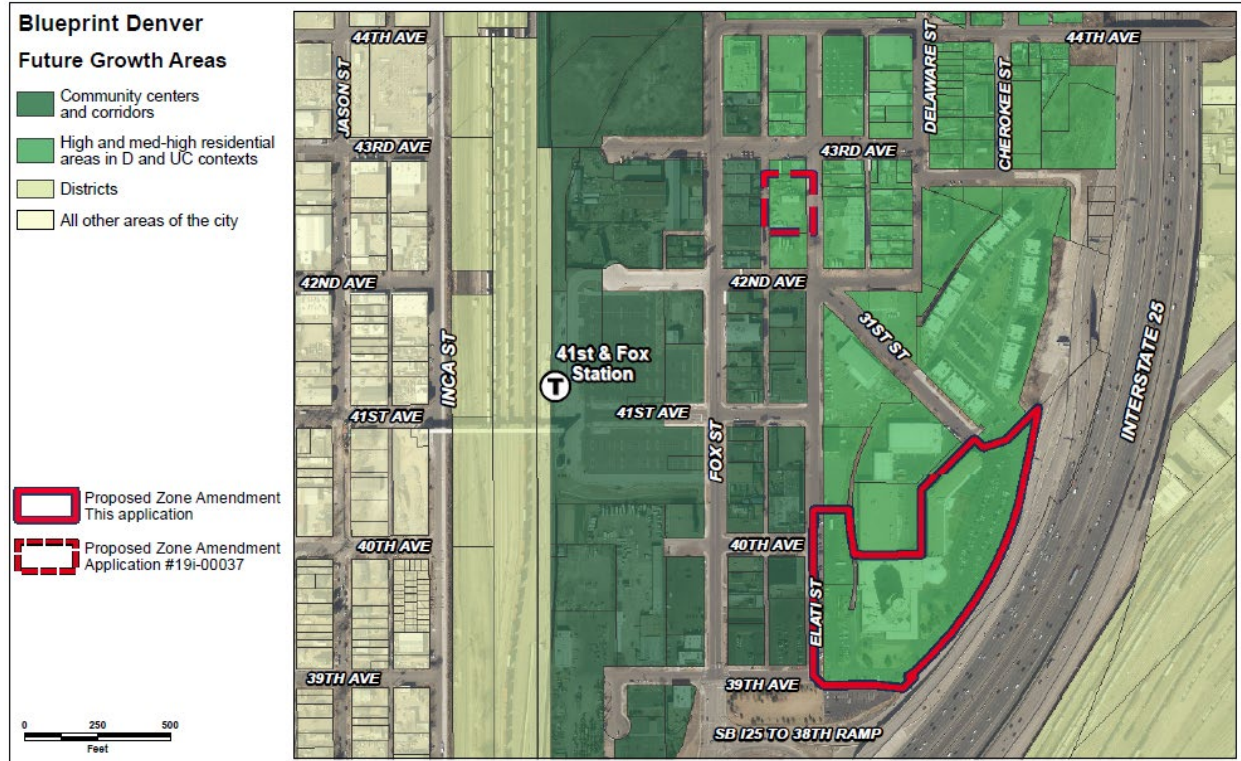 Blueprint Denver
Future Growth Areas
Community centers
and corridors
High and med-high residential
areas in D and UC contexts
Districts
All other areas of the city
Proposed Zone Amendment
This application
Proposed Zone Amendment
Application #19i-00037
0 250 500
Feet
44TH AVE
JASON ST
43RD AVE
42ND AVE
INCA ST
41ST AVE
40TH AVE
39TH AVE
DELAWARE ST
CHEROKEE ST
44TH AVE
43RD AVE
42ND AVE
31ST ST
41st & Fox
Station
T
41ST AVE
FOX ST
INTERSTATE 25
40TH AVE
ELATI ST
39TH AVE
SB I25 TO 38TH RAMP